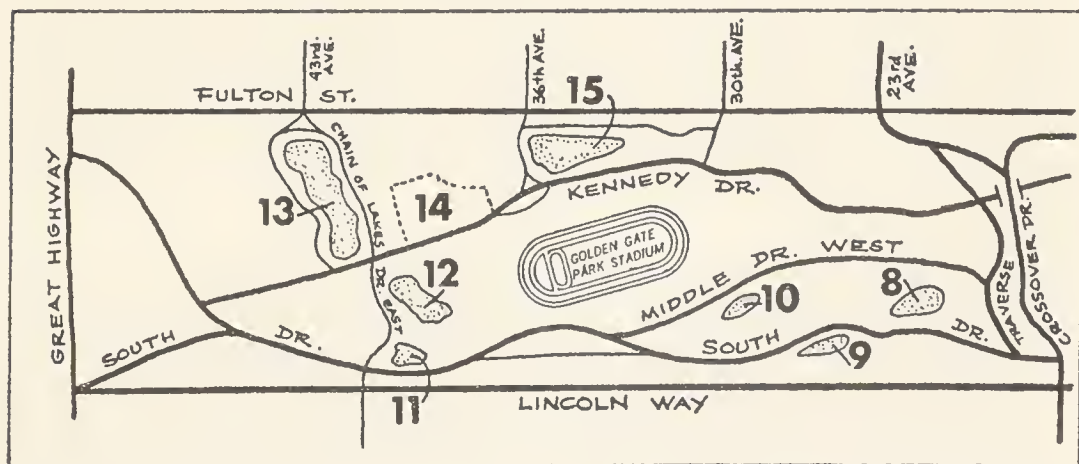 43rd.
AVE.
36th AVE.
30th AVE.
23rd
AVE.
FULTON ST.
15
CHAIN OF LAKES DR. EAST
KENNEDY DR.
13
14
GREAT HIGHWAY
10
GOLDEN GATE
PARK STADIUM
MIDDLE DR. WEST
TRAVERSE
CROSSOVER DR.
12
10
8
SOUTH DR.
SOUTH DR.
9
11
LINCOLN WAY